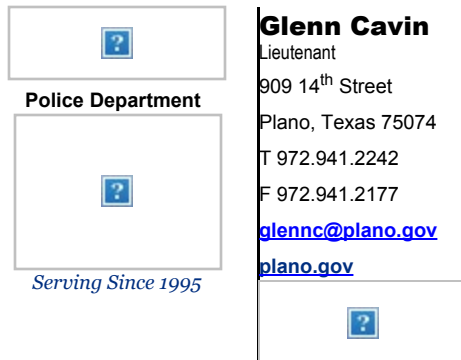 Police Department
Serving Since 1995
Glenn Cavin
Lieutenant
909 14th Street
Plano, Texas 75074
T 972.941.2242
F 972.941.2177
glennc@plano.gov
plano.gov